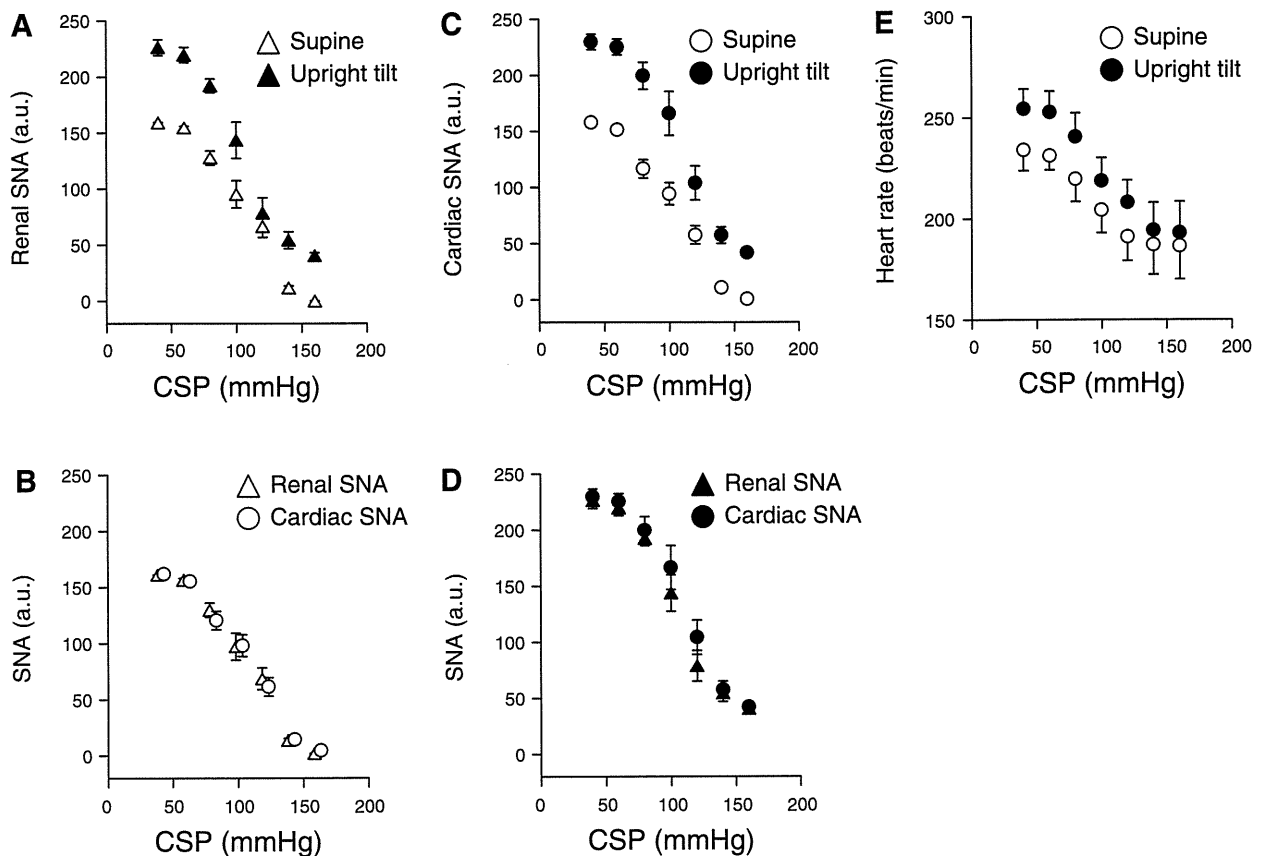 A
Renal SNA (a.u.)
250
200
150
100
50
0
Supine
Upright tilt
0 50 100 150 200
CSP (mmHg)
C
Cardiac SNA (a.u.)
250
200
150
100
50
0
Supine
Upright tilt
0 50 100 150 200
CSP (mmHg)
E
Heart rate (beats/min)
300
250
200
150
Supine
Upright tilt
0 50 100 150 200
CSP (mmHg)
B
SNA (a.u.)
250
200
150
100
50
0
Renal SNA
Cardiac SNA
0 50 100 150 200
CSP (mmHg)
D
SNA (a.u.)
250
200
150
100
50
0
Renal SNA
Cardiac SNA
0 50 100 150 200
CSP (mmHg)